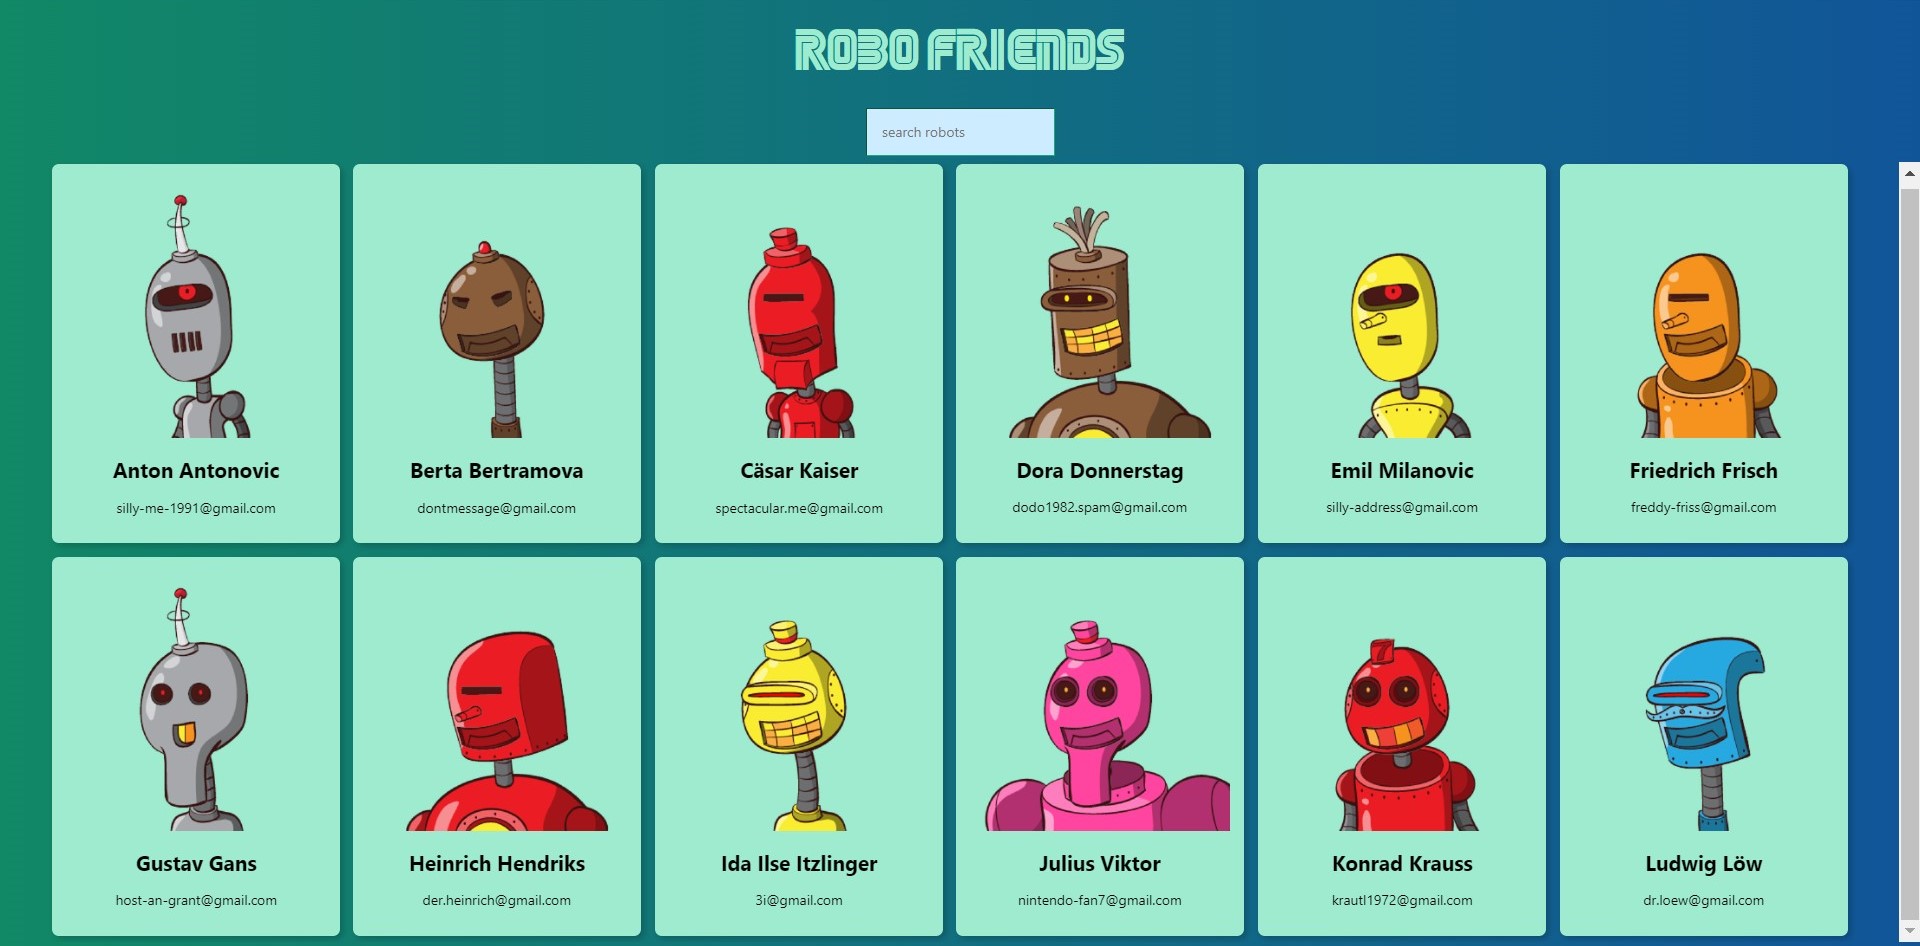 ROBO FRIENDS
search robots
Anton Antonovic
silly-me-1991@gmail.com
Berta Bertramova
dontmessage@gmail.com
Cäsar Kaiser
spectacular.me@gmail.com
Dora Donnerstag
dodo1982.spam@gmail.com
Emil Milanovic
silly-address@gmail.com
Friedrich Frisch
freddy-friss@gmail.com
Gustav Gans
host-an-grant@gmail.com
Heinrich Hendriks
der.heinrich@gmail.com
Ida Ilse Itzlinger
3i@gmail.com
Julius Viktor
nintendo-fan7@gmail.com
7
Konrad Krauss
krautl1972@gmail.com
Ludwig Löw
dr.loew@gmail.com